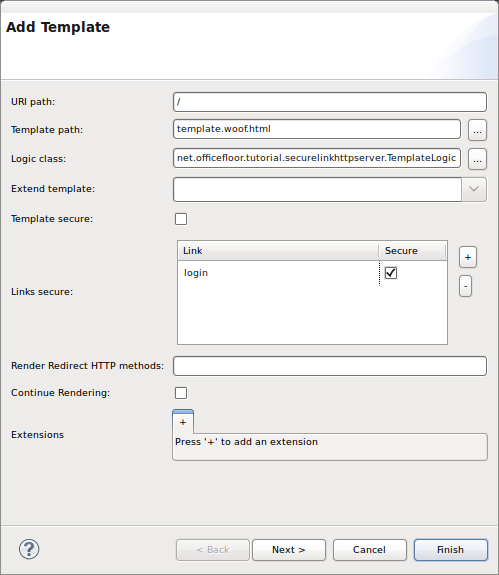 Add Template
URI path: /
Template path: template.woof.html ...
Logic class: net.officefloor.tutorial.securelinkhttpserver.TemplateLogic ...
Extend template:
Template secure:
Link Secure
login
+
-
Links secure:
Render Redirect HTTP methods:
Continue Rendering:
+
Extensions
Press '+' to add an extension
? < Back Next > Cancel Finish